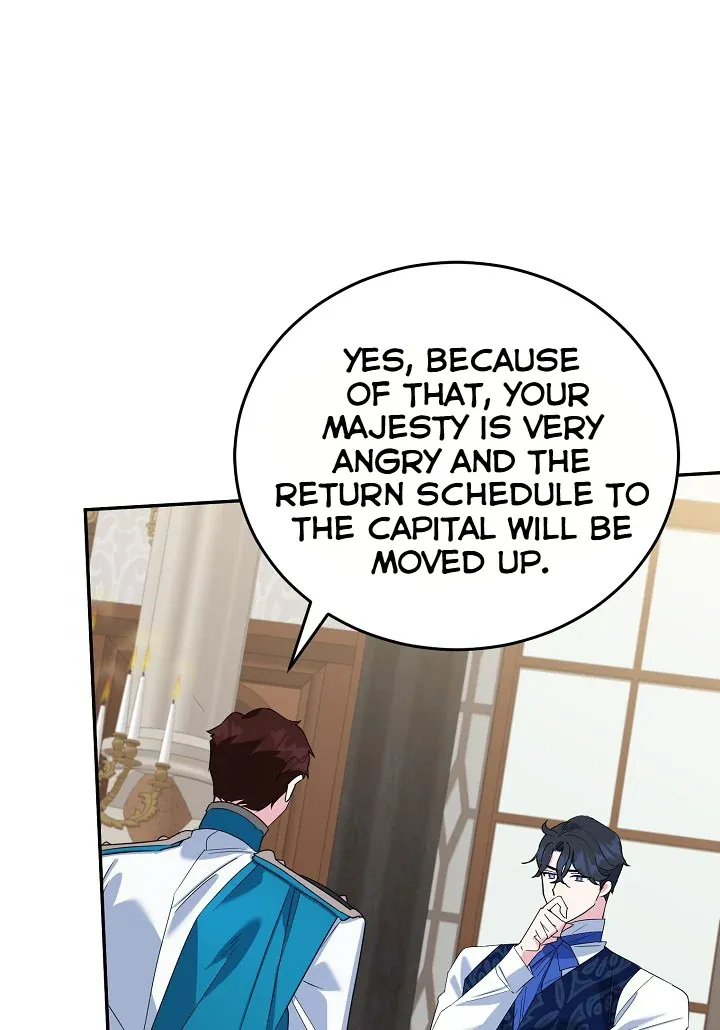 YES, BECAUSE
OF THAT, YOUR
MAJESTY IS VERY
ANGRY AND THE
RETURN SCHEDULE TO
THE CAPITAL WILL BE
MOVED UP.